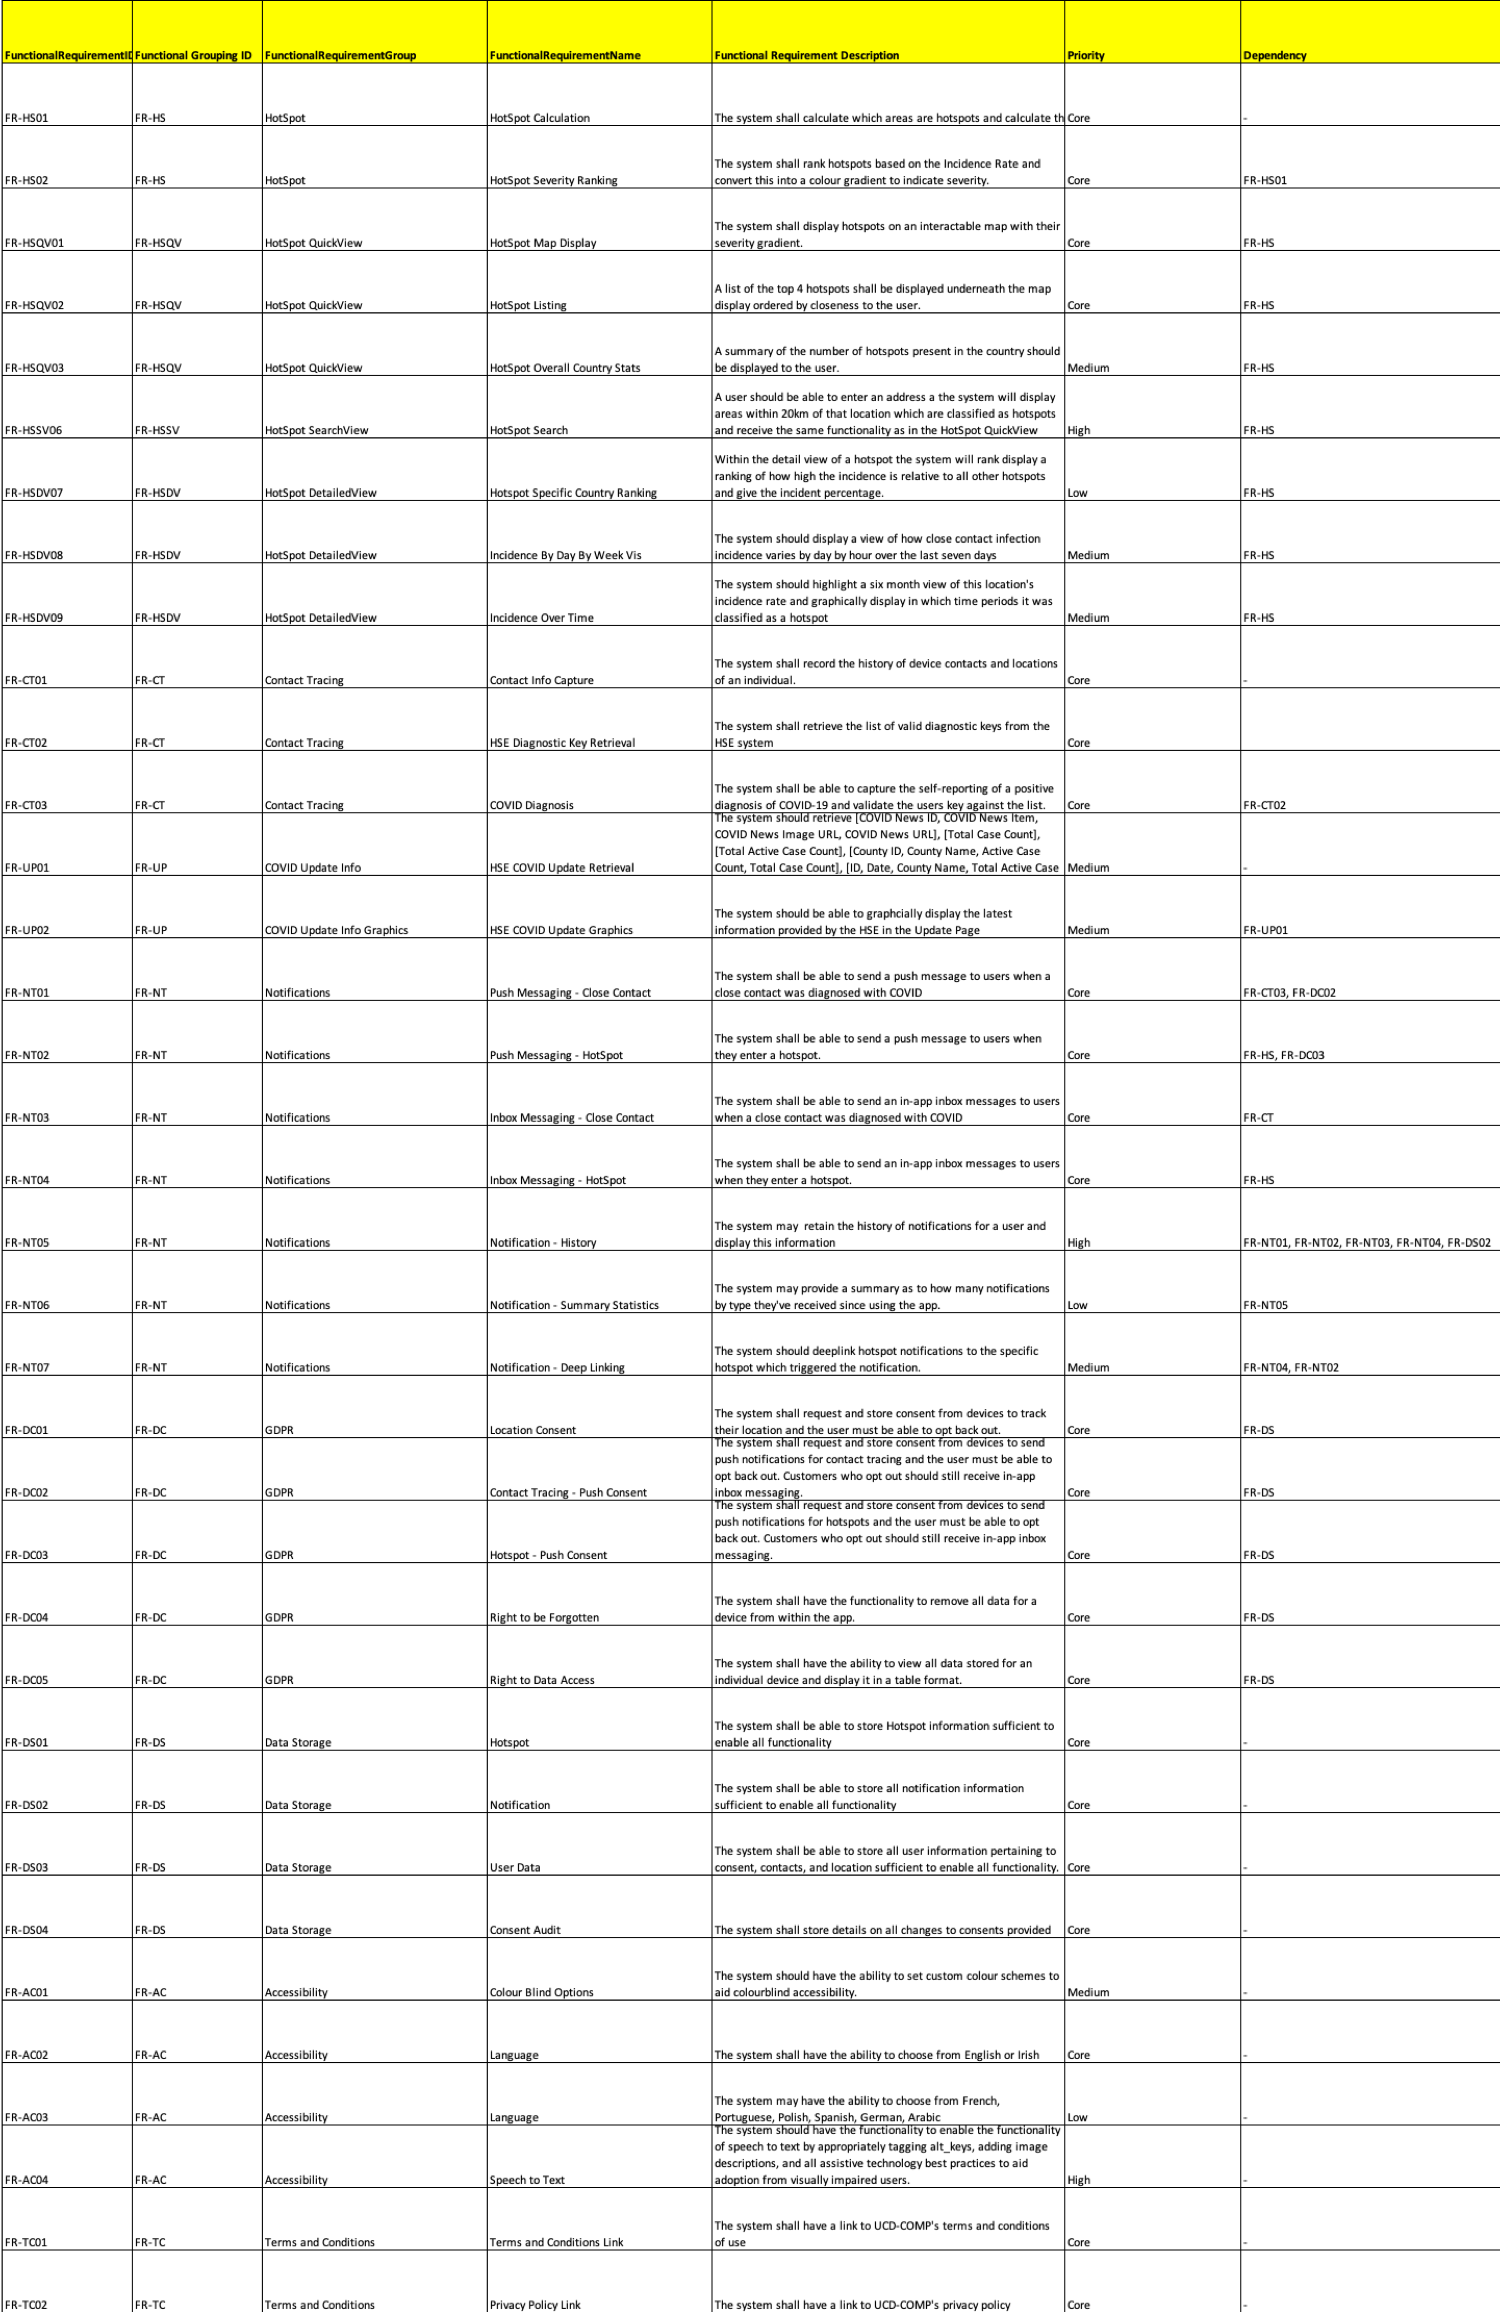 FunctionalRequirementID Functional Grouping ID FunctionalRequirementGroup FunctionalRequirementName Functional Requirement Description Priority Dependency
FR-HS01 FR-HS HotSpot HotSpot Calculation The system shall calculate which areas are hotspots and calculate th Core -
The system shall rank hotspots based on the Incidence Rate and
FR-HS02 FR-HS HotSpot HotSpot Severity Ranking convert this into a colour gradient to indicate severity. Core FR-HS01
The system shall display hotspots on an interactable map with their
FR-HSQV01 FR-HSQV HotSpot QuickView HotSpot Map Display severity gradient. Core FR-HS
A list of the top 4 hotspots shall be displayed underneath the map
FR-HSQV02 FR-HSQV HotSpot QuickView HotSpot Listing display ordered by closeness to the user. Core FR-HS
A summary of the number of hotspots present in the country should
FR-HSQV03 FR-HSQV HotSpot QuickView HotSpot Overall Country Stats be displayed to the user. Medium FR-HS
A user should be able to enter an address a the system will display
areas within 20km of that location which are classified as hotspots
FR-HSSV06 FR-HSSV HotSpot SearchView HotSpot Search and receive the same functionality as in the HotSpot QuickView High FR-HS
Within the detail view of a hotspot the system will rank display a
ranking of how high the incidence is relative to all other hotspots
FR-HSDV07 FR-HSDV HotSpot DetailedView Hotspot Specific Country Ranking and give the incident percentage. Low FR-HS
The system should display a view of how close contact infection
FR-HSDV08 FR-HSDV HotSpot DetailedView Incidence By Day By Week Vis incidence varies by day by hour over the last seven days Medium FR-HS
The system should highlight a six month view of this location's
incidence rate and graphically display in which time periods it was
FR-HSDV09 FR-HSDV HotSpot DetailedView Incidence Over Time classified as a hotspot Medium FR-HS
The system shall record the history of device contacts and locations
FR-CT01 FR-CT Contact Tracing Contact Info Capture of an individual. Core -
The system shall retrieve the list of valid diagnostic keys from the
FR-CT02 FR-CT Contact Tracing HSE Diagnostic Key Retrieval HSE system Core
The system shall be able to capture the self-reporting of a positive
FR-CT03 FR-CT Contact Tracing COVID Diagnosis diagnosis of COVID-19 and validate the users key against the list. Core FR-CT02
The system should retrieve [COVID News ID, COVID News Item,
COVID News Image URL, COVID News URL], [Total Case Count],
[Total Active Case Count], [County ID, County Name, Active Case
FR-UP01 FR-UP COVID Update Info HSE COVID Update Retrieval Count, Total Case Count], [ID, Date, County Name, Total Active Case Medium -
The system should be able to graphcially display the latest
FR-UP02 FR-UP COVID Update Info Graphics HSE COVID Update Graphics information provided by the HSE in the Update Page Medium FR-UP01
The system shall be able to send a push message to users when a
FR-NT01 FR-NT Notifications Push Messaging - Close Contact close contact was diagnosed with COVID Core FR-CT03, FR-DC02
The system shall be able to send a push message to users when
FR-NT02 FR-NT Notifications Push Messaging - HotSpot they enter a hotspot. Core FR-HS, FR-DC03
The system shall be able to send an in-app inbox messages to users
FR-NT03 FR-NT Notifications Inbox Messaging - Close Contact when a close contact was diagnosed with COVID Core FR-CT
The system shall be able to send an in-app inbox messages to users
FR-NT04 FR-NT Notifications Inbox Messaging - HotSpot when they enter a hotspot. Core FR-HS
The system may  retain the history of notifications for a user and
FR-NT05 FR-NT Notifications Notification - History display this information High FR-NT01, FR-NT02, FR-NT03, FR-NT04, FR-DS02
The system may provide a summary as to how many notifications
FR-NT06 FR-NT Notifications Notification - Summary Statistics by type they've received since using the app. Low FR-NT05
The system should deeplink hotspot notifications to the specific
FR-NT07 FR-NT Notifications Notification - Deep Linking hotspot which triggered the notification. Medium FR-NT04, FR-NT02
The system shall request and store consent from devices to track
FR-DC01 FR-DC GDPR Location Consent their location and the user must be able to opt back out. Core FR-DS
The system shall request and store consent from devices to send
push notifications for contact tracing and the user must be able to
opt back out. Customers who opt out should still receive in-app
FR-DC02 FR-DC GDPR Contact Tracing - Push Consent inbox messaging. Core FR-DS
The system shall request and store consent from devices to send
push notifications for hotspots and the user must be able to opt
back out. Customers who opt out should still receive in-app inbox
FR-DC03 FR-DC GDPR Hotspot - Push Consent messaging. Core FR-DS
The system shall have the functionality to remove all data for a
FR-DC04 FR-DC GDPR Right to be Forgotten device from within the app. Core FR-DS
The system shall have the ability to view all data stored for an
FR-DC05 FR-DC GDPR Right to Data Access individual device and display it in a table format. Core FR-DS
The system shall be able to store Hotspot information sufficient to
FR-DS01 FR-DS Data Storage Hotspot enable all functionality Core -
The system shall be able to store all notification information
FR-DS02 FR-DS Data Storage Notification sufficient to enable all functionality Core -
The system shall be able to store all user information pertaining to
FR-DS03 FR-DS Data Storage User Data consent, contacts, and location sufficient to enable all functionality. Core -
FR-DS04 FR-DS Data Storage Consent Audit The system shall store details on all changes to consents provided Core -
The system should have the ability to set custom colour schemes to
FR-AC01 FR-AC Accessibility Colour Blind Options aid colourblind accessibility. Medium -
FR-AC02 FR-AC Accessibility Language The system shall have the ability to choose from English or Irish Core -
The system may have the ability to choose from French,
FR-AC03 FR-AC Accessibility Language Portuguese, Polish, Spanish, German, Arabic Low -
The system should have the functionality to enable the functionality
of speech to text by appropriately tagging alt_keys, adding image
descriptions, and all assistive technology best practices to aid
FR-AC04 FR-AC Accessibility Speech to Text adoption from visually impaired users. High -
The system shall have a link to UCD-COMP's terms and conditions
FR-TC01 FR-TC Terms and Conditions Terms and Conditions Link of use Core -
FR-TC02 FR-TC Terms and Conditions Privacy Policy Link The system shall have a link to UCD-COMP's privacy policy Core -